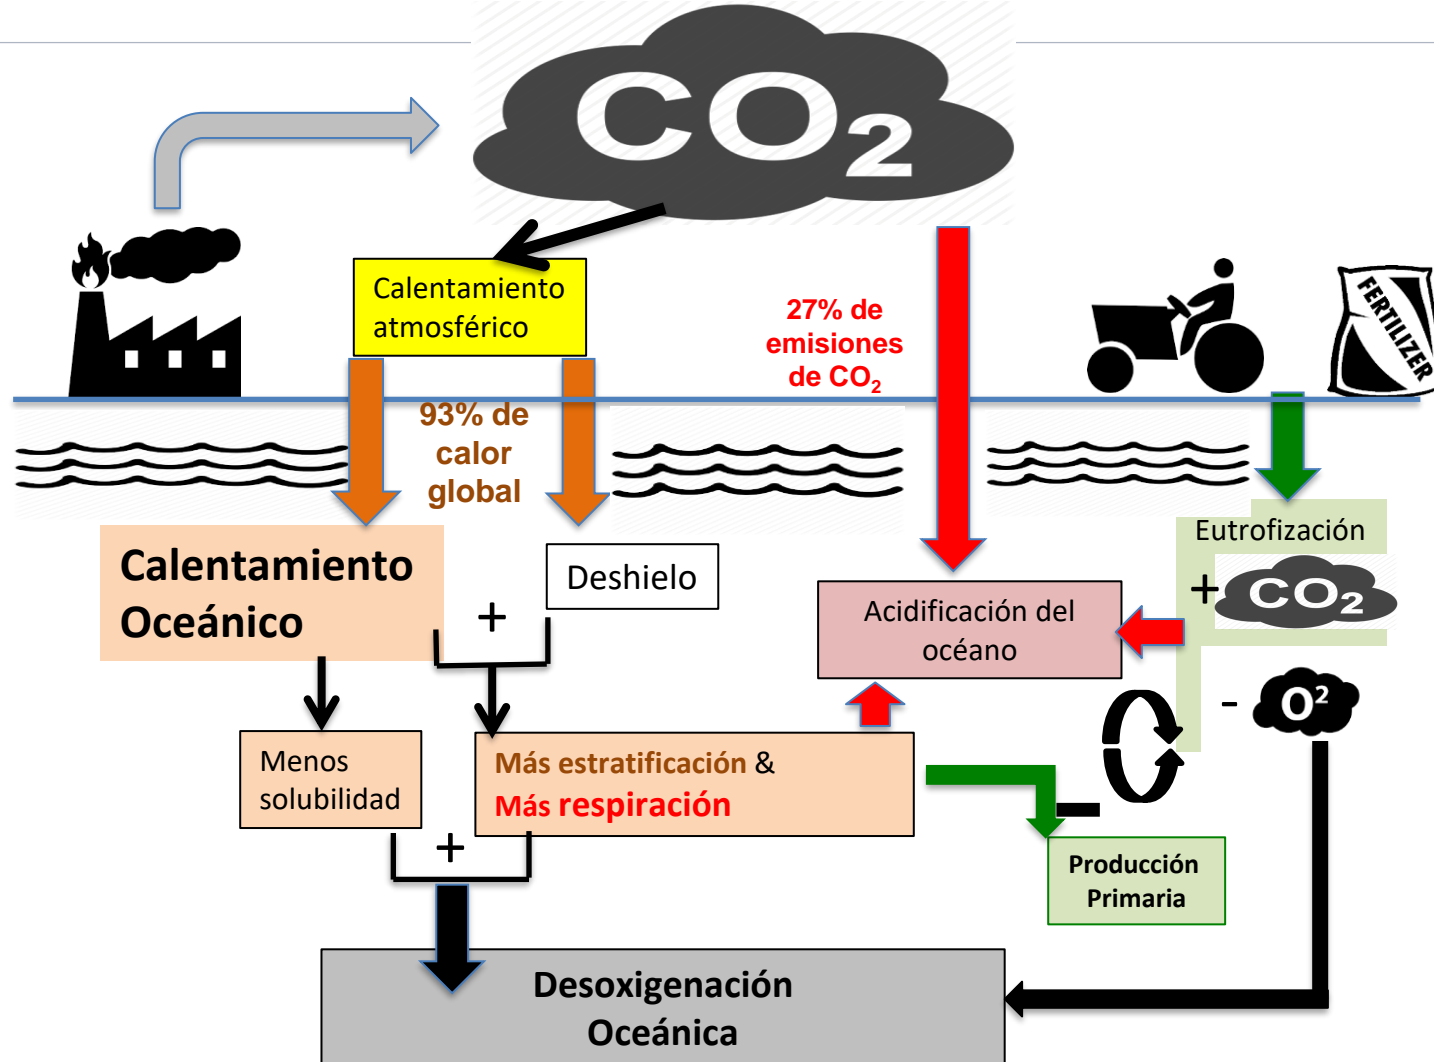 CO₂
Calentamiento
atmosférico
27% de
emisiones
de CO₂
FERTILIZER
93% de
calor
global
Eutrofización
+ CO₂
Calentamiento
Oceánico
+
Deshielo
Acidificación del
océano
- O²
Menos
solubilidad
Más estratificación &
Más respiración
+
Producción
Primaria
Desoxigenación
Oceánica